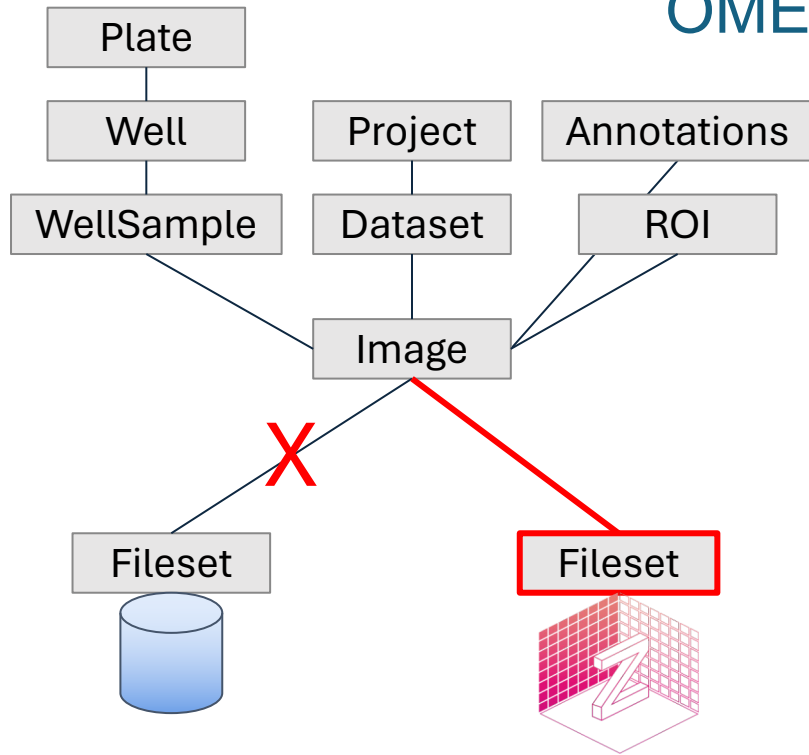 OME
Plate
Well
Project
Annotations
WellSample
Dataset
ROI
Image
X
Fileset
Fileset
Z